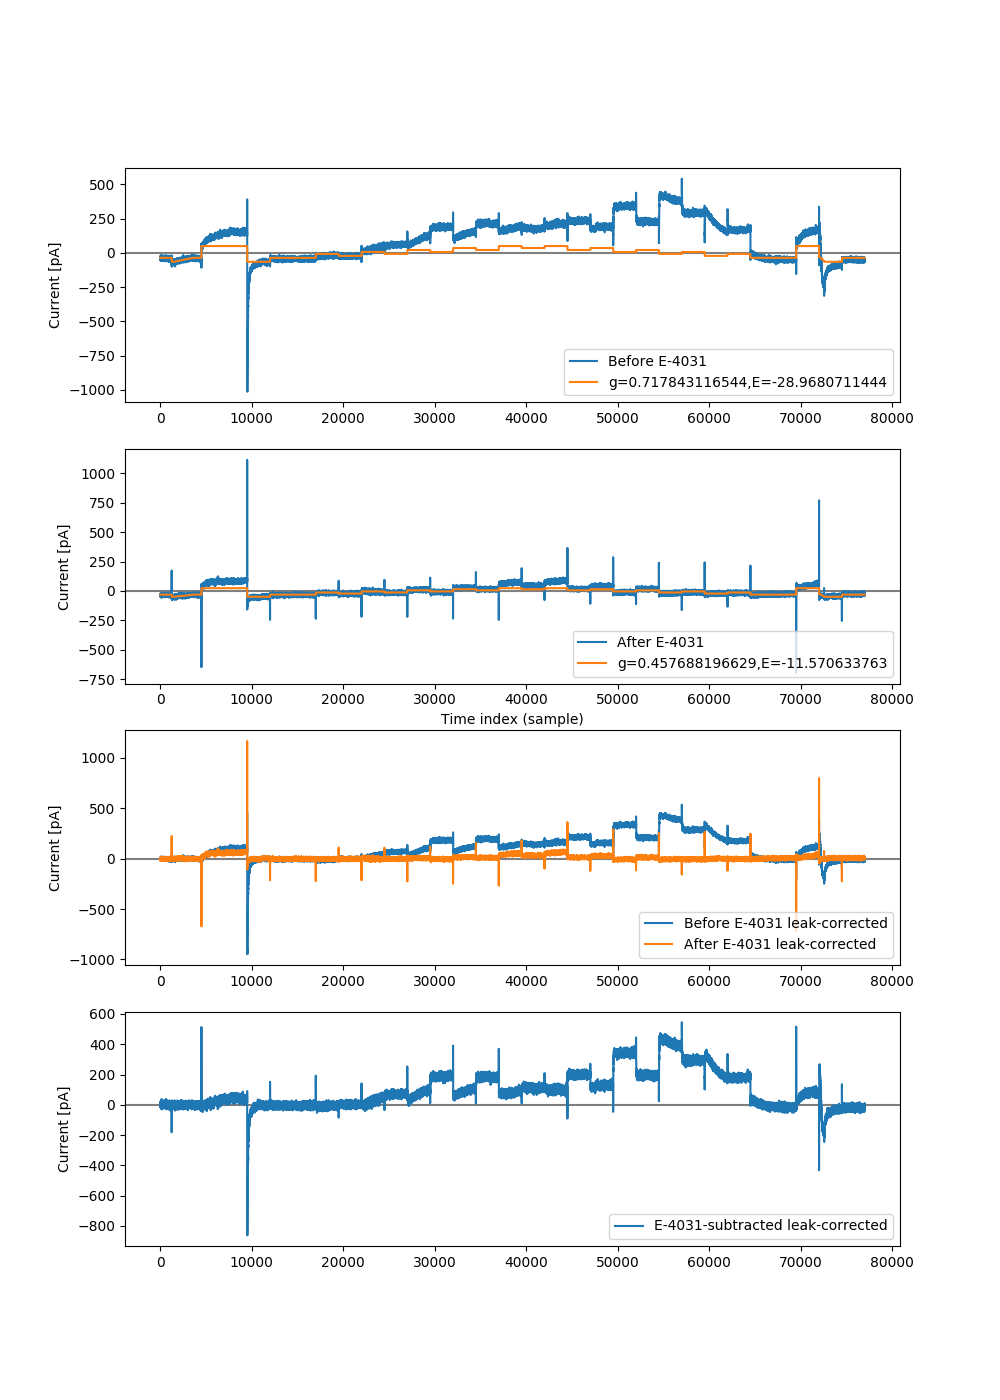 500
250
0
−250
−500
−750
−1000
Current [pA]
Before E-4031
g=0.717843116544,E=-28.9680711444
0 10000 20000 30000 40000 50000 60000 70000 80000
1000
750
500
250
0
−250
−500
−750
Current [pA]
After E-4031
g=0.457688196629,E=-11.570633763
0 10000 20000 30000 40000 50000 60000 70000 80000
Time index (sample)
1000
500
0
−500
−1000
Current [pA]
Before E-4031 leak-corrected
After E-4031 leak-corrected
0 10000 20000 30000 40000 50000 60000 70000 80000
600
400
200
0
−200
−400
−600
−800
Current [pA]
E-4031-subtracted leak-corrected
0 10000 20000 30000 40000 50000 60000 70000 80000